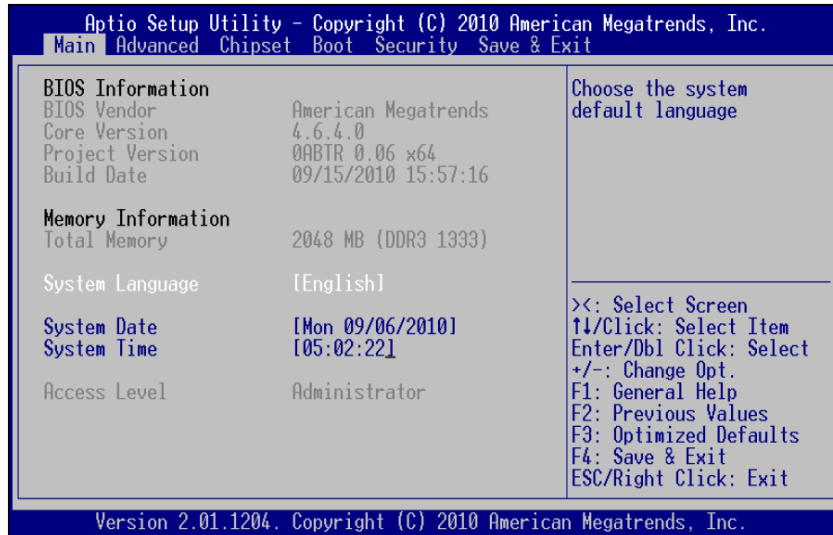 Aptio Setup Utility - Copyright (C) 2010 American Megatrends, Inc.
Main Advanced Chipset Boot Security Save & Exit
BIOS Information
BIOS Vendor American Megatrends
Core Version 4.6.4.0
Project Version 0ABTR 0.06 x64
Build Date 09/15/2010 15:57:16
Memory Information
Total Memory 2048 MB (DDR3 1333)
System Language [English]
System Date [Mon 09/06/2010]
System Time [05:02:22]
Access Level Administrator
Choose the system
default language
><: Select Screen
↑↓/Click: Select Item
Enter/Dbl Click: Select
+/-: Change Opt.
F1: General Help
F2: Previous Values
F3: Optimized Defaults
F4: Save & Exit
ESC/Right Click: Exit
Version 2.01.1204. Copyright (C) 2010 American Megatrends, Inc.